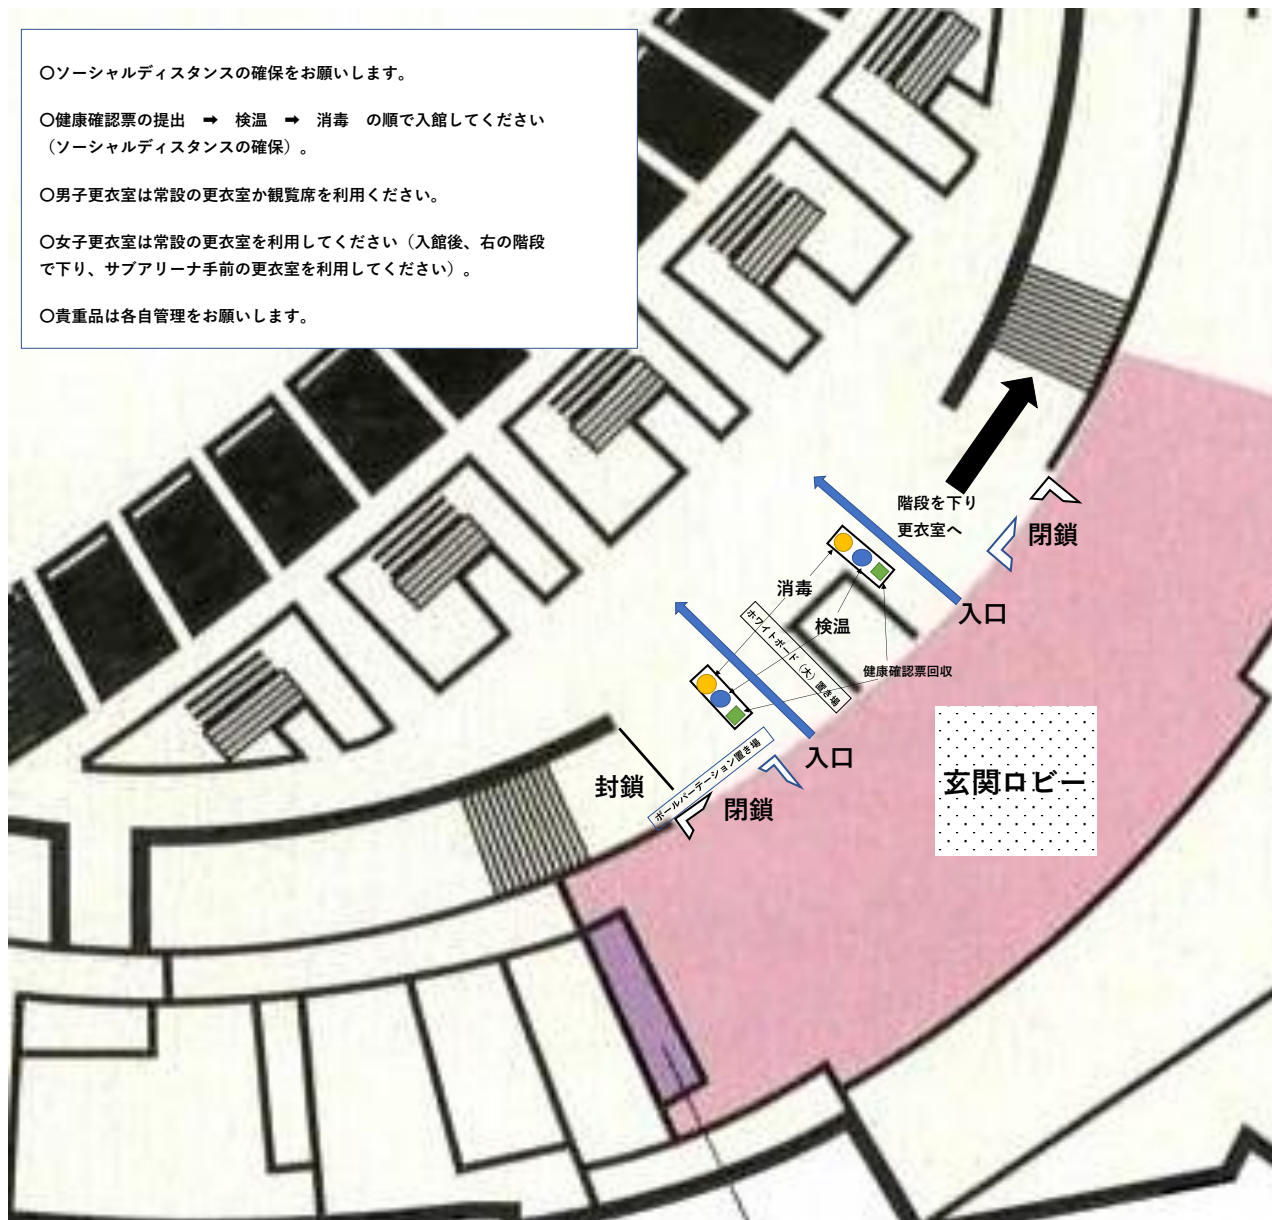 〇ソーシャルディスタンスの確保をお願いします。
〇健康確認票の提出　➡　検温　➡　消毒　の順で入館してください
（ソーシャルディスタンスの確保）。
〇男子更衣室は常設の更衣室か観覧席を利用ください。
〇女子更衣室は常設の更衣室を利用してください（入館後、右の階段
で下り、サブアリーナ手前の更衣室を利用してください）。
〇貴重品は各自管理をお願いします。
階段を下り
更衣室へ
閉鎖
消毒
入口
検温
ホワイトボード（大）置き場
健康確認票回収
入口
ポールパーテーション置き場
封鎖
閉鎖
玄関ロビー